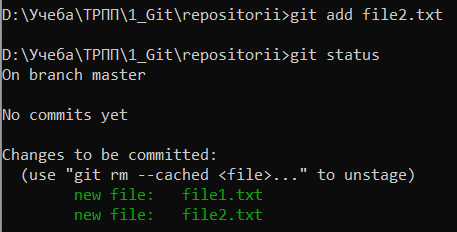 D:\Учеба\ТРПП\1_Git\repositorii>git add file2.txt
D:\Учеба\ТРПП\1_Git\repositorii>git status
On branch master
No commits yet
Changes to be committed:
(use "git rm --cached <file>..." to unstage)
new file:   file1.txt
new file:   file2.txt